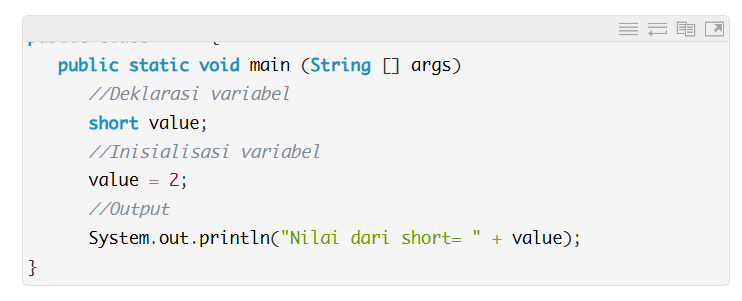 public static void main (String [] args)
//Deklarasi variabel
short value;
//Inisialisasi variabel
value = 2;
//Output
System.out.println("Nilai dari short= " + value);
}